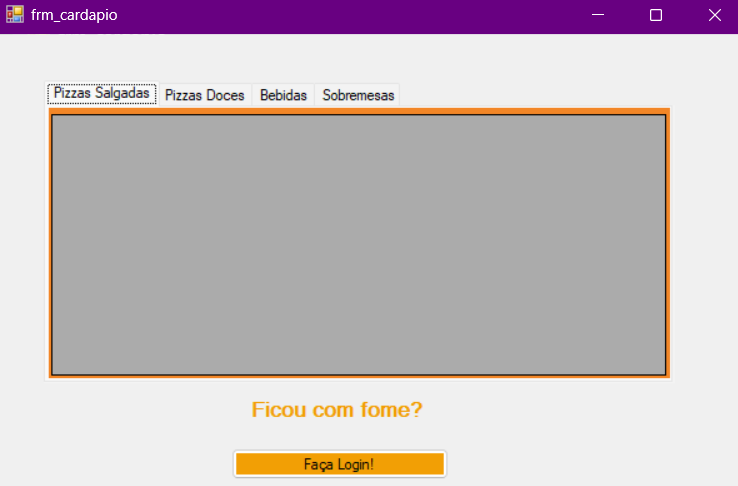 frm_cardapio
Pizzas Salgadas Pizzas Doces Bebidas Sobremesas
Ficou com fome?
Faça Login!